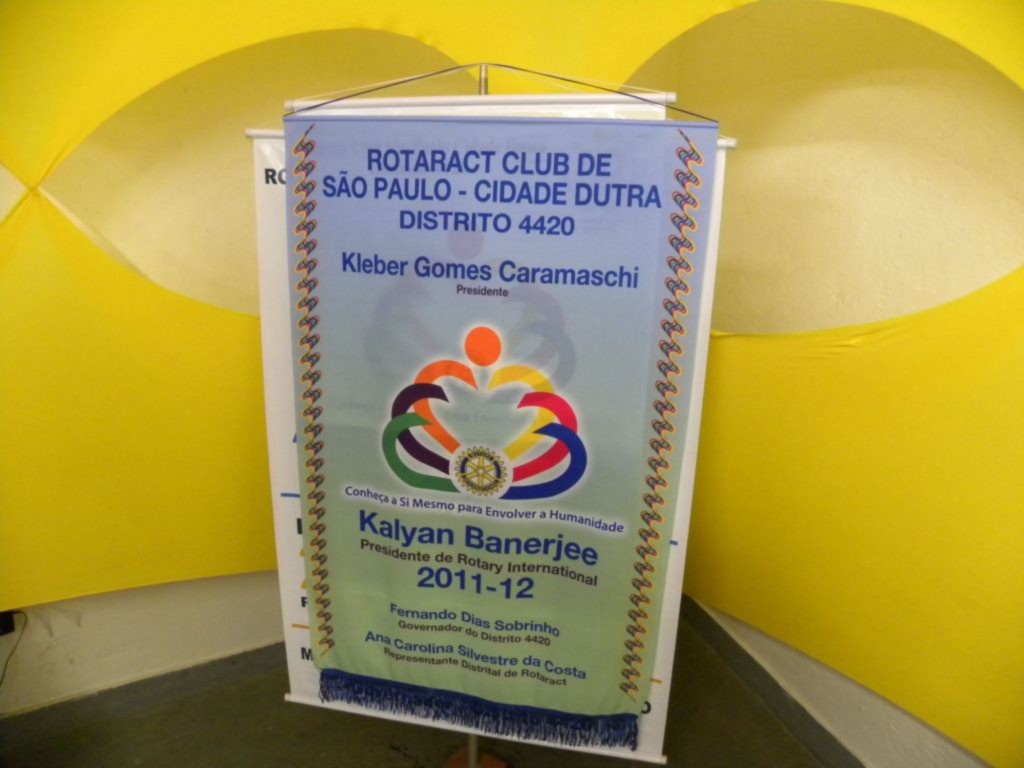 ROTARACT CLUB DE
SÃO PAULO - CIDADE DUTRA
DISTRITO 4420
Kleber Gomes Caramaschi
Presidente
Conheça a Si Mesmo para Envolver a Humanidade
Kalyan Banerjee
Presidente de Rotary International
2011-12
Fernando Dias Sobrinho
Governador do Distrito 4420
Ana Carolina Silvestre da Costa
Representante Distrital de Rotaract